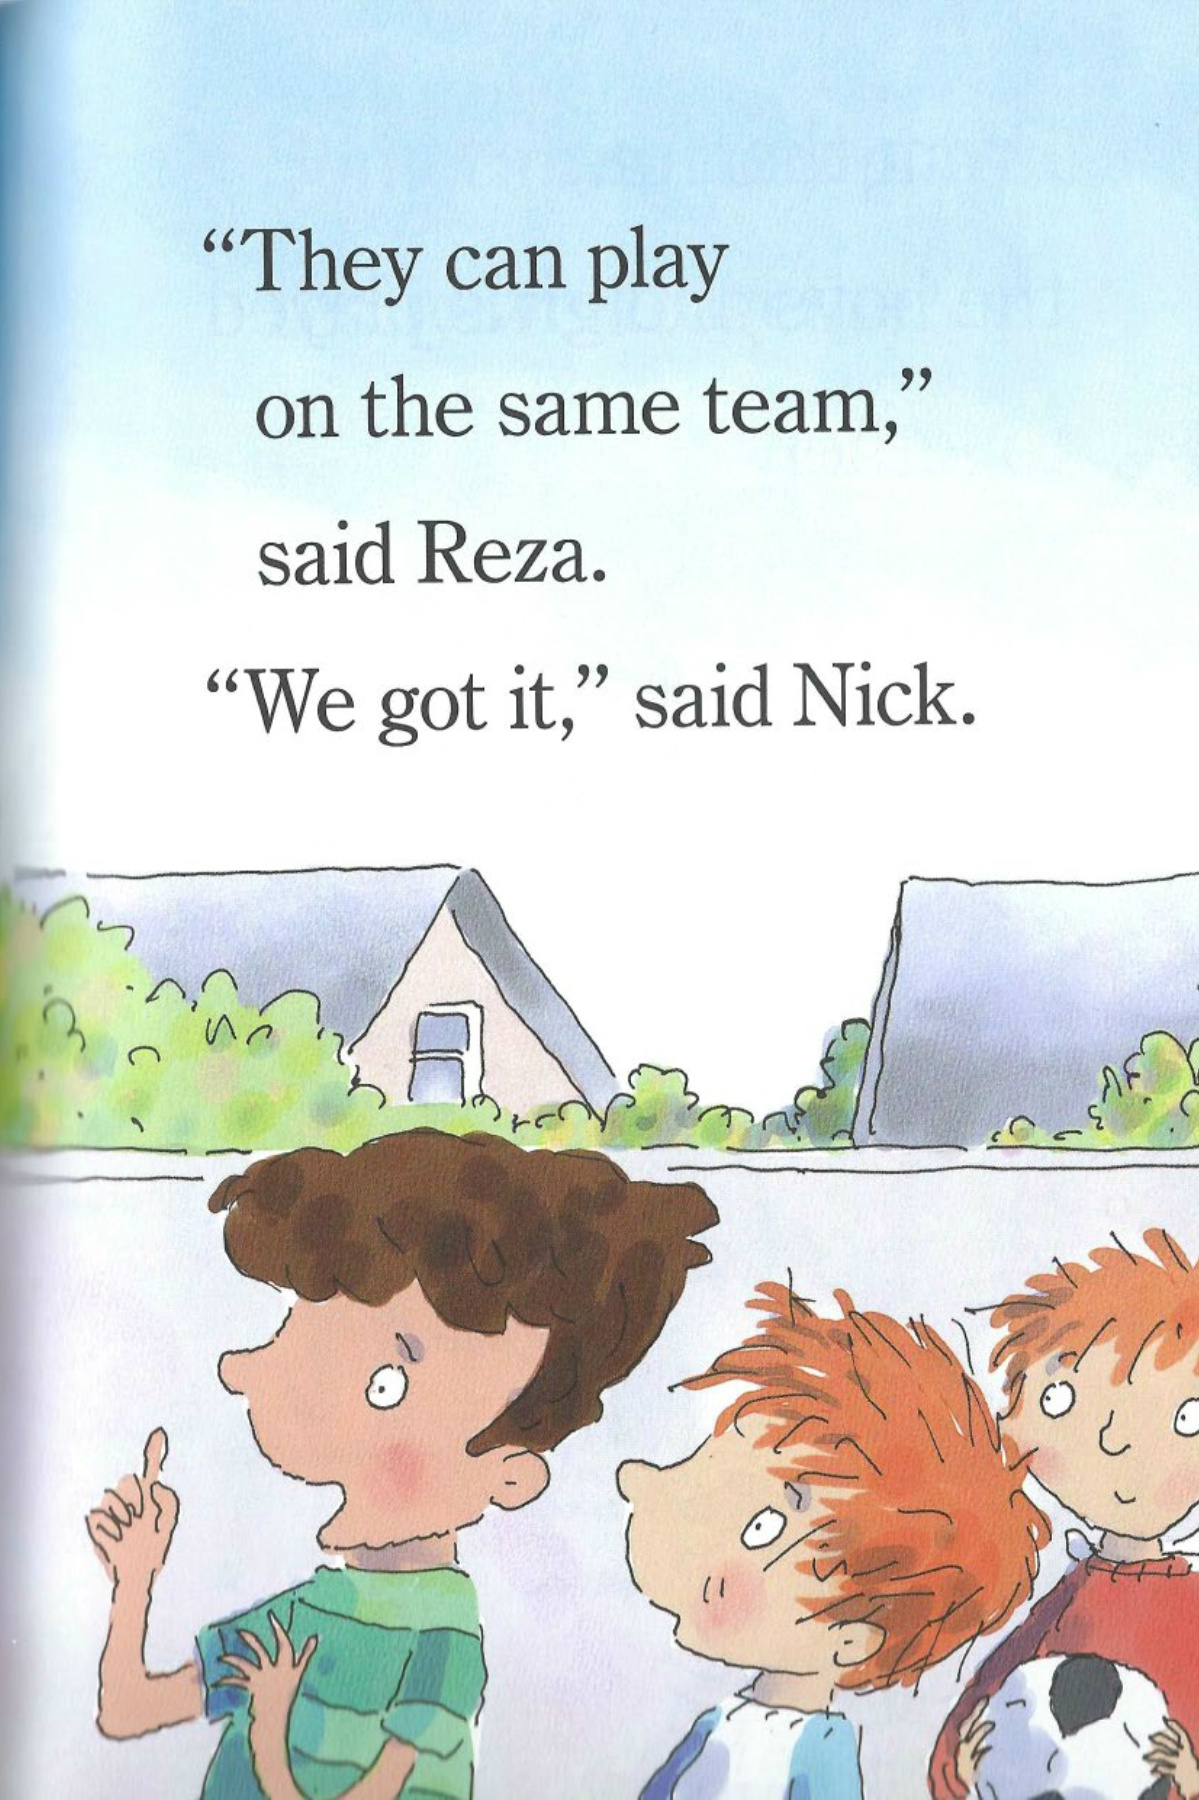 “They can play
on the same team,”
said Reza.
“We got it,” said Nick.